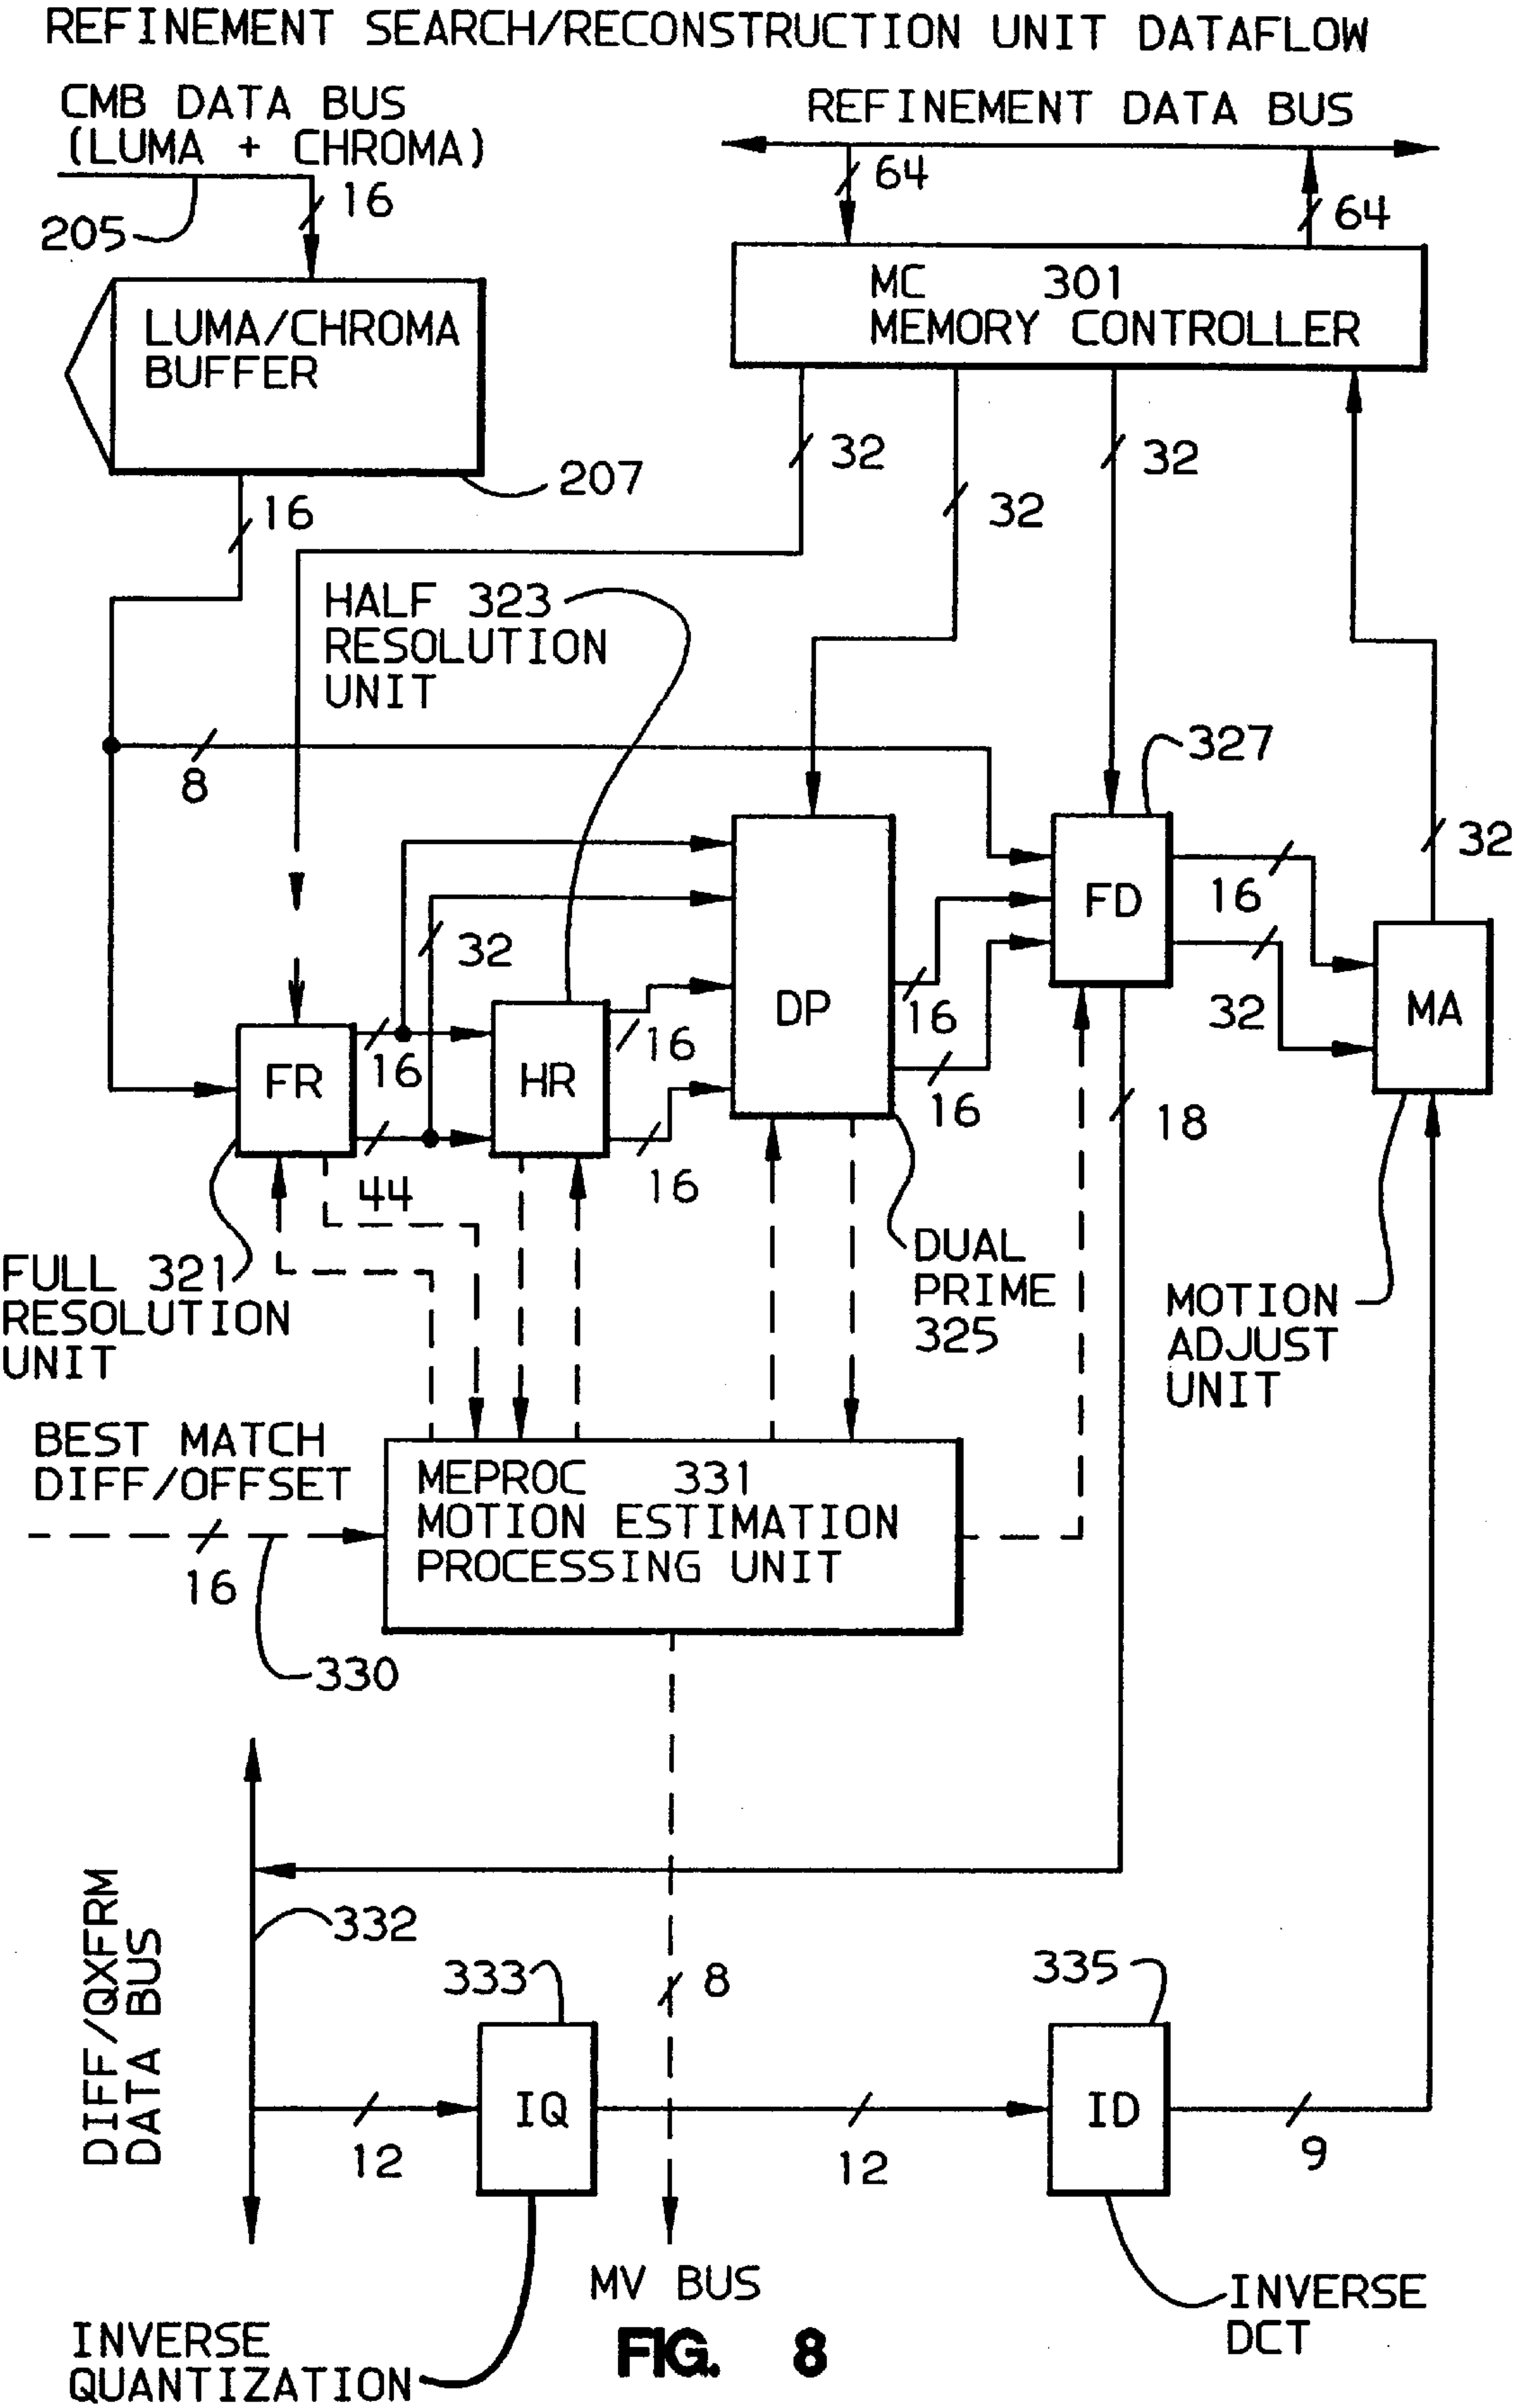 REFINEMENT SEARCH/RECONSTRUCTION UNIT DATAFLOW
CMB DATA BUS
(LUMA + CHROMA)
REFINEMENT DATA BUS
16
64
64
205
LUMA/CHROMA
BUFFER
MC 301
MEMORY CONTROLLER
207
32
32
32
16
HALF 323
RESOLUTION
UNIT
8
327
32
FD
16
32
DP
16
16
32
MA
FR
16
HR
16
16
44
18
FULL 321
RESOLUTION
UNIT
DUAL
PRIME
325
MOTION
ADJUST
UNIT
BEST MATCH
DIFF/OFFSET
16
330
MEPROC 331
MOTION ESTIMATION
PROCESSING UNIT
DIFF/QXFRM
DATA BUS
332
333
8
335
IQ
ID
12
12
9
MV BUS
INVERSE
QUANTIZATION
INVERSE
DCT
FIG. 8